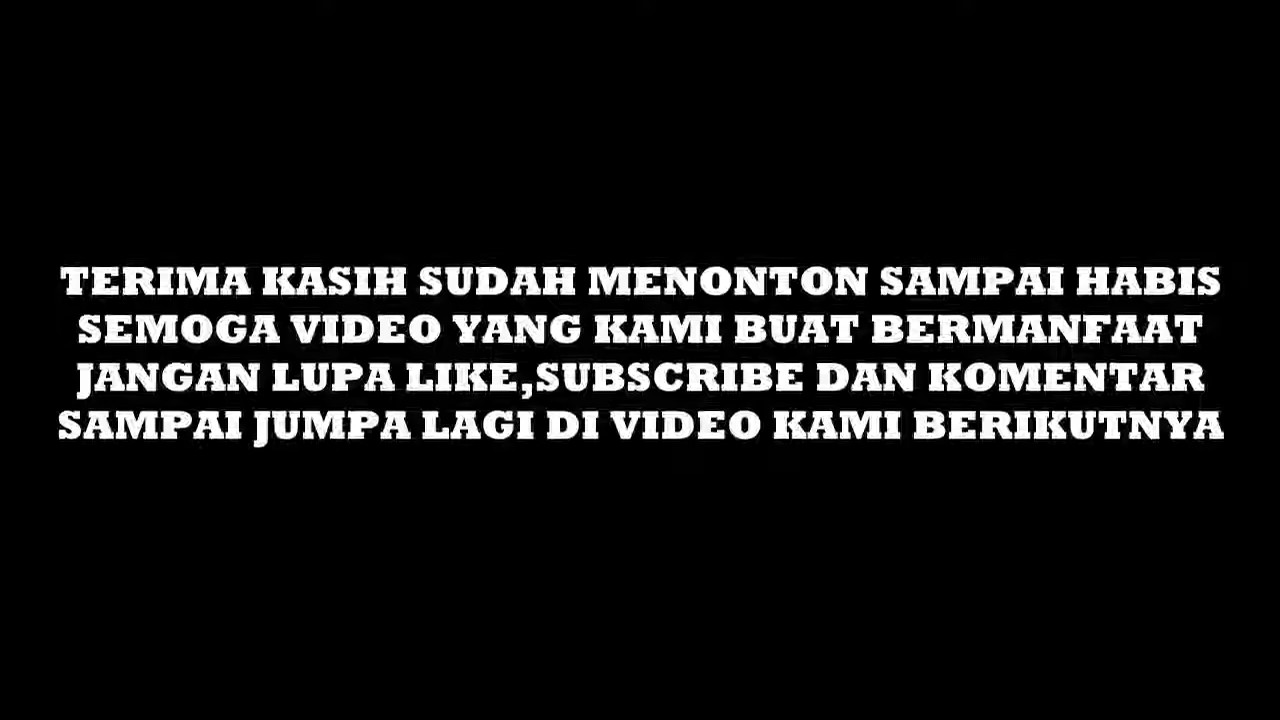 TERIMA KASIH SUDAH MENONTON SAMPAI HABIS
SEMOGA VIDEO YANG KAMI BUAT BERMANFAAT
JANGAN LUPA LIKE,SUBSCRIBE DAN KOMENTAR
SAMPAI JUMPA LAGI DI VIDEO KAMI BERIKUTNYA